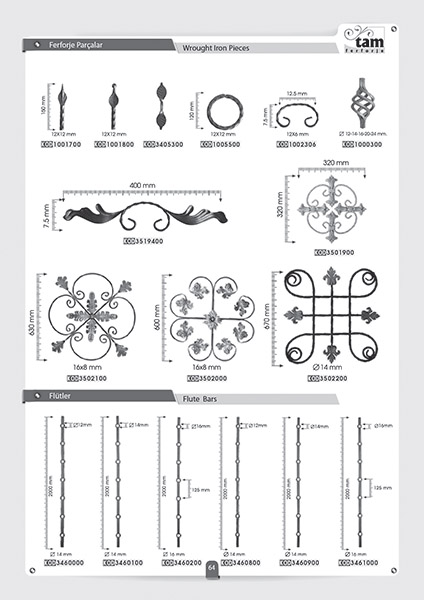 Ferforje Parçalar
Wrought Iron Pieces
tam
ferforje
150 mm
120 mm
12.5 mm
7.5 mm
12X12 mm
12X12 mm
12X12 mm
12X6 mm
Ø 12-14-16-20-24 mm.
1001700
1001800
3405300
1005500
1002306
1000300
400 mm
7.5 mm
320 mm
320 mm
3519400
3501900
630 mm
600 mm
670 mm
16x8 mm
16x8 mm
Ø 14 mm
3502100
3502000
3502200
Flütler
Flute Bars
Ø12mm
Ø14mm
Ø16mm
Ø12mm
Ø14mm
Ø16mm
2000 mm
2000 mm
2000 mm
125 mm
2000 mm
2000 mm
2000 mm
125 mm
Ø 14 mm
Ø 14 mm
Ø 16 mm
Ø 14 mm
Ø 14 mm
Ø 16 mm
3460000
3460100
3460200
3460800
3460900
3461000
64